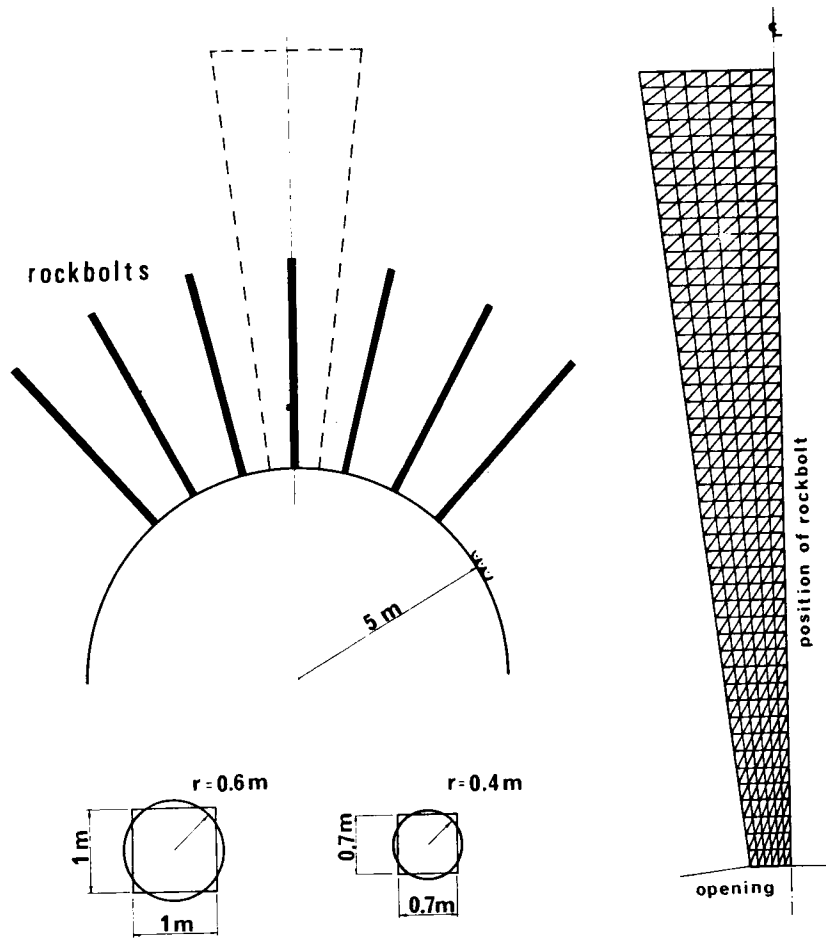 ℄
rockbolts
position of rockbolt
5 m
r=0.6m
r=0.4m
1m
0,7m
opening
1m
0.7m